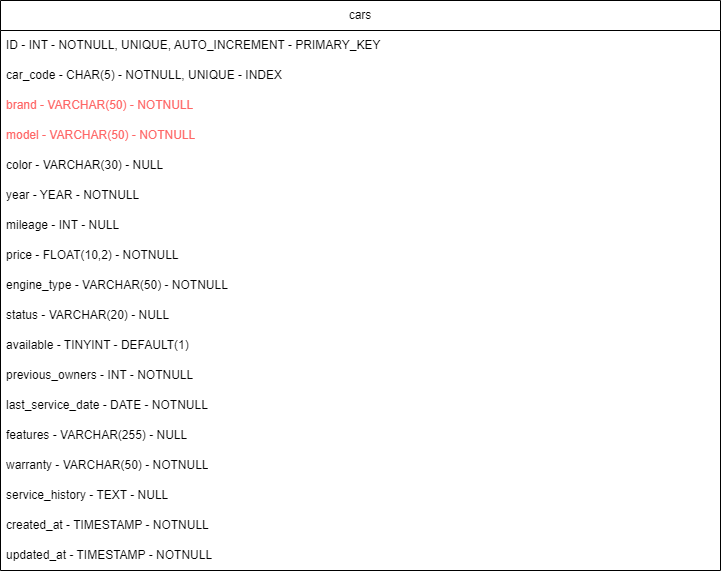 cars
ID - INT - NOTNULL, UNIQUE, AUTO_INCREMENT - PRIMARY_KEY
car_code - CHAR(5) - NOTNULL, UNIQUE - INDEX
brand - VARCHAR(50) - NOTNULL
model - VARCHAR(50) - NOTNULL
color - VARCHAR(30) - NULL
year - YEAR - NOTNULL
mileage - INT - NULL
price - FLOAT(10,2) - NOTNULL
engine_type - VARCHAR(50) - NOTNULL
status - VARCHAR(20) - NULL
available - TINYINT - DEFAULT(1)
previous_owners - INT - NOTNULL
last_service_date - DATE - NOTNULL
features - VARCHAR(255) - NULL
warranty - VARCHAR(50) - NOTNULL
service_history - TEXT - NULL
created_at - TIMESTAMP - NOTNULL
updated_at - TIMESTAMP - NOTNULL